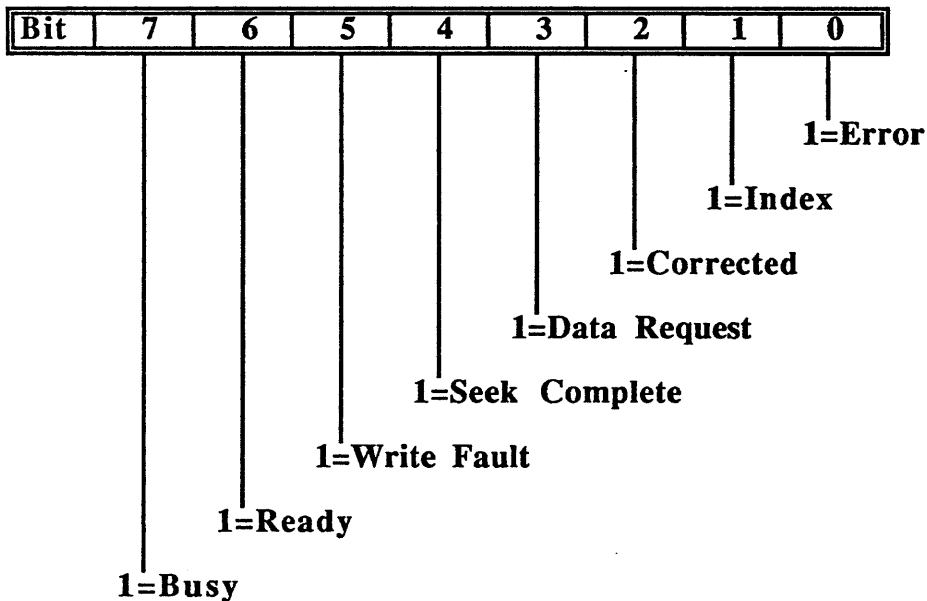 Bit 7 6 5 4 3 2 1 0
1=Error
1=Index
1=Corrected
1=Data Request
1=Seek Complete
1=Write Fault
1=Ready
1=Busy